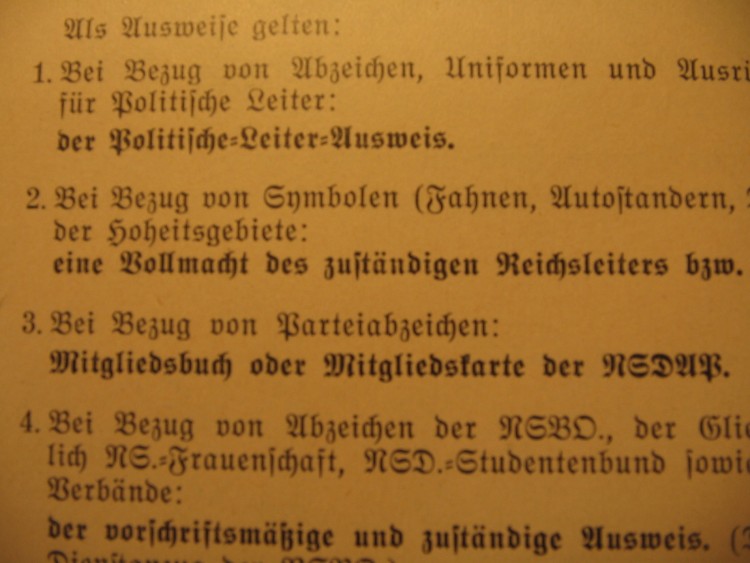 Als Ausweise gelten:
1. Bei Bezug von Abzeichen, Uniformen und
für Politische Leiter:
der Politische-Leiter-Ausweis.
2. Bei Bezug von Symbolen (Fahnen, Autostandern,
der Hoheitsgebiete:
eine Vollmacht des zuständigen Reichsleiters bzw.
3. Bei Bezug von Parteiabzeichen:
Mitgliedsbuch oder Mitgliedskarte der NSDAP.
4. Bei Bezug von Abzeichen der NSBO., der
lich NS.-Frauenschaft, NSD.-Studentenbund sowie
Verbände:
der vorschriftsmäßige und zuständige Ausweis.